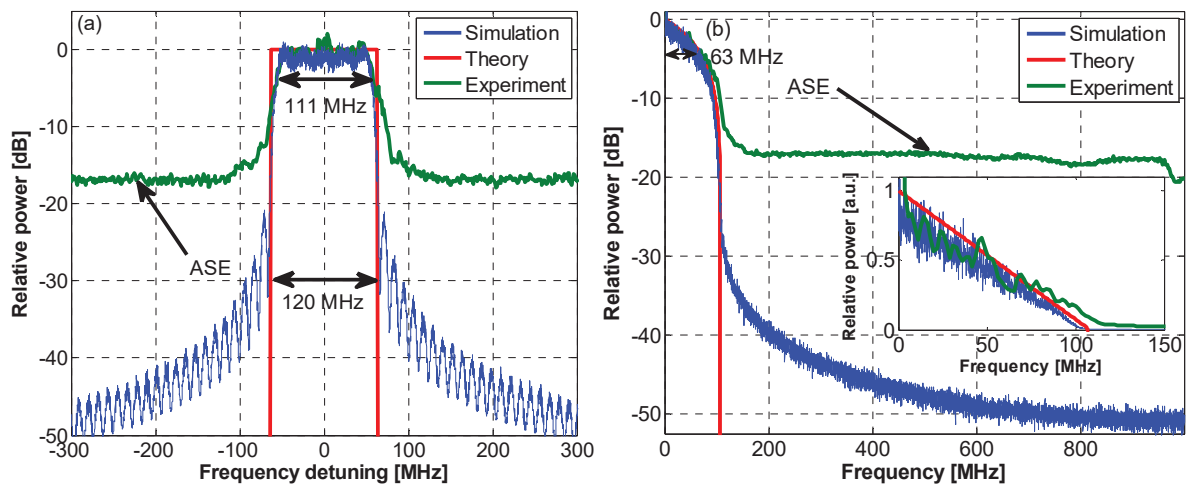 (a)
Simulation
Theory
Experiment
111 MHz
ASE
120 MHz
Relative power [dB]
0
-10
-20
-30
-40
-50
-300
-200
-100
0
100
200
300
Frequency detuning [MHz]
(b)
Simulation
Theory
Experiment
63 MHz
ASE
Relative power [dB]
0
-10
-20
-30
-40
-50
0
200
400
600
800
Frequency [MHz]
Relative power [a.u.]
1
0.5
0
0
50
100
150
Frequency [MHz]